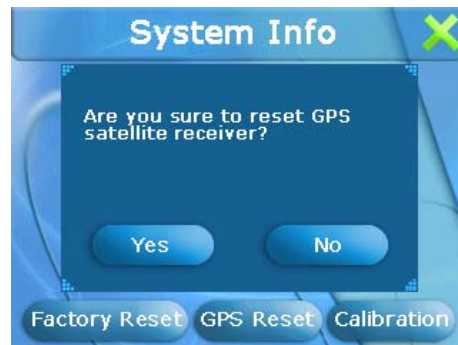 System Info
Are you sure to reset GPS
satellite receiver?
Yes No
Factory Reset GPS Reset Calibration